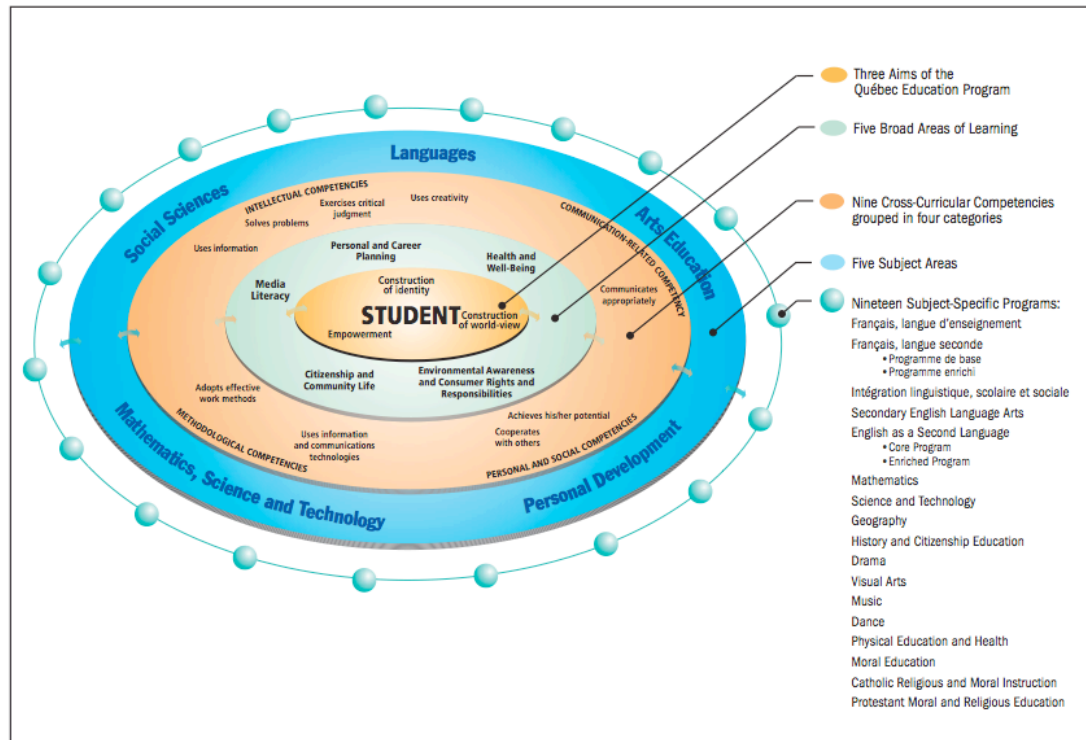 Three Aims of the
Québec Education Program
Five Broad Areas of Learning
Nine Cross-Curricular Competencies
grouped in four categories
Five Subject Areas
Nineteen Subject-Specific Programs:
Français, langue d'enseignement
Français, langue seconde
• Programme de base
• Programme enrichi
Intégration linguistique, scolaire et sociale
Secondary English Language Arts
English as a Second Language
• Core Program
• Enriched Program
Mathematics
Science and Technology
Geography
History and Citizenship Education
Drama
Visual Arts
Music
Dance
Physical Education and Health
Moral Education
Catholic Religious and Moral Instruction
Protestant Moral and Religious Education
Languages
Social Sciences
Arts Education
Mathematics, Science and Technology
Personal Development
INTELLECTUAL COMPETENCIES
Uses information
Solves problems
Exercises critical
judgment
Uses creativity
COMMUNICATION-RELATED COMPETENCY
Communicates
appropriately
METHODOLOGICAL COMPETENCIES
Adopts effective
work methods
Uses information
and communications
technologies
PERSONAL AND SOCIAL COMPETENCIES
Achieves his/her potential
Cooperates
with others
Personal and Career
Planning
Health and
Well-Being
Media
Literacy
Citizenship and
Community Life
Environmental Awareness
and Consumer Rights and
Responsibilities
Construction
of identity
STUDENT
Construction
of world-view
Empowerment